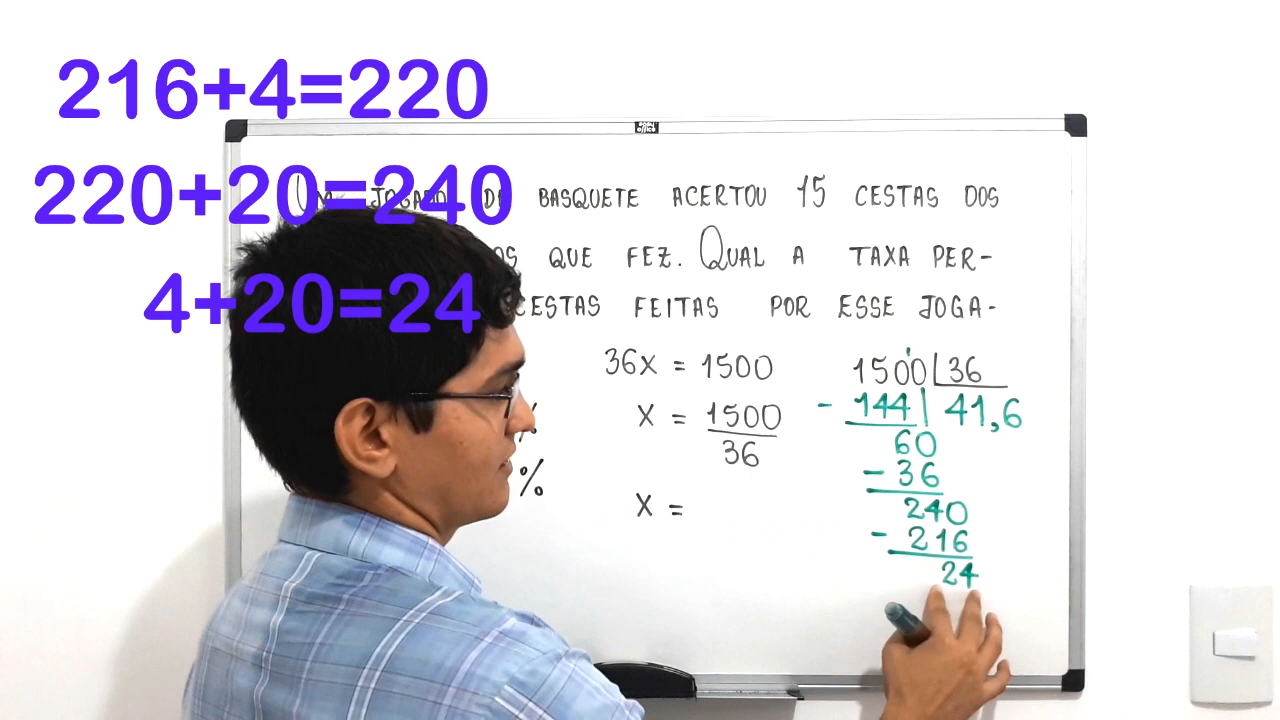 216+4=220
220+20=240
4+20=24
BASQUETE ACERTOU 15 CESTAS DOS
QUE FEZ. QUAL A TAXA PER-
CESTAS FEITAS POR ESSE JOGA-
36X = 1500
X = 1500
36
X =
%
%
1500 36
- 144 41,6
60
- 36
240
- 216
24